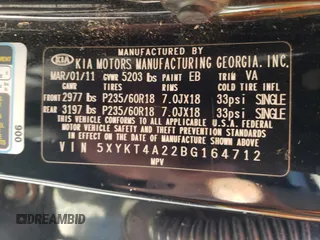 KIA
PRODUCED BY
KIA MOTORS MANUFACTURING GEORGIA, INC.
MAR/01/11 GVWR 5203 lbs PAINT EB TRIM VA
GAWR TIRES RIMS COLD TIRE INFL
FRONT 2977 lbs P235/60R18 7.0JX18 33psi SINGLE
REAR 3197 lbs P235/60R18 7.0JX18 33psi SINGLE
THIS VEHICLE CONFORMS TO ALL APPLICABLE
U.S. FEDERAL MOTOR VEHICLE SAFETY
AND THEFT PREVENTION STANDARDS IN EFFECT
ON THE DATE OF MANUFACTURE SHOWN ABOVE.
VIN 5XYKT4A22BG164712
MPV
006
DREAMBID